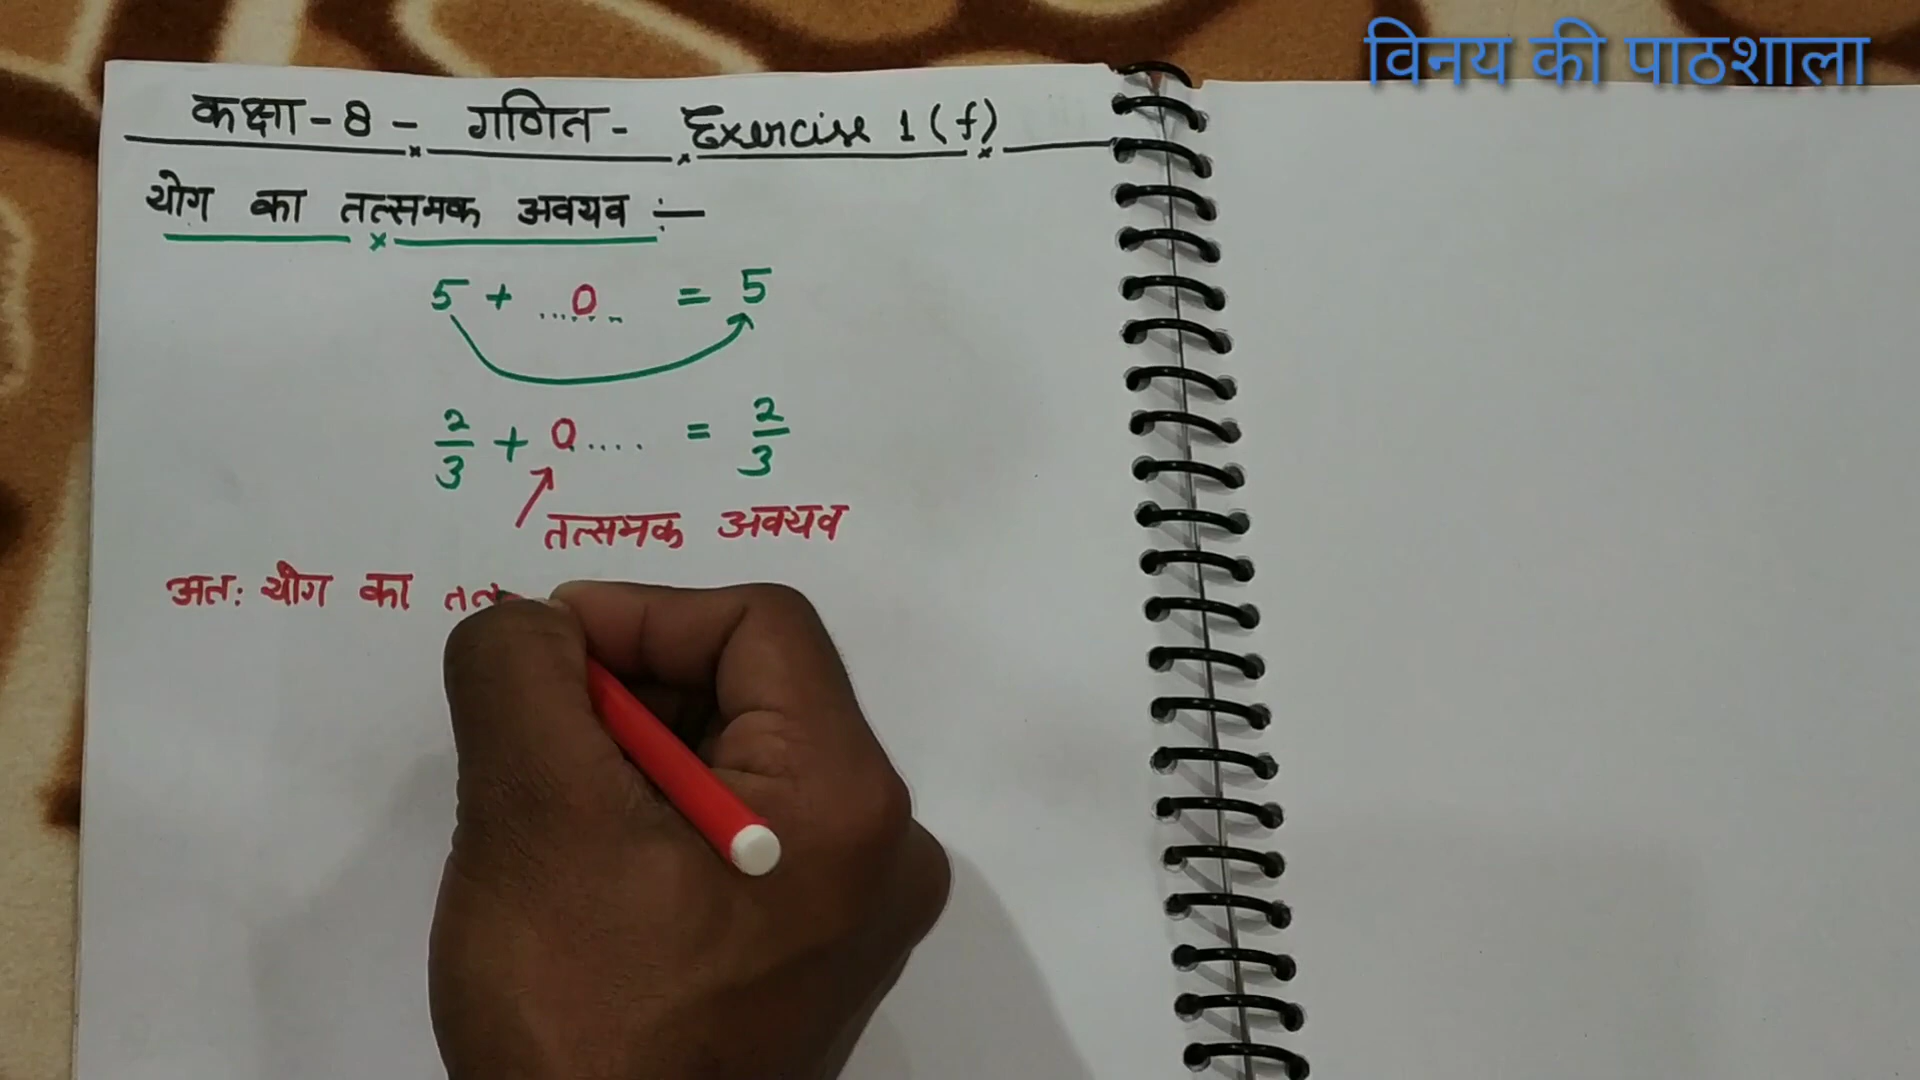 विनय की पाठशाला
कक्षा - 8 - गणित - Exercise 1 (f)
योग का तत्समक अवयव :-
5 + ...0... = 5
2/3 + 0.... = 2/3
तत्समक अवयव
अतः योग का